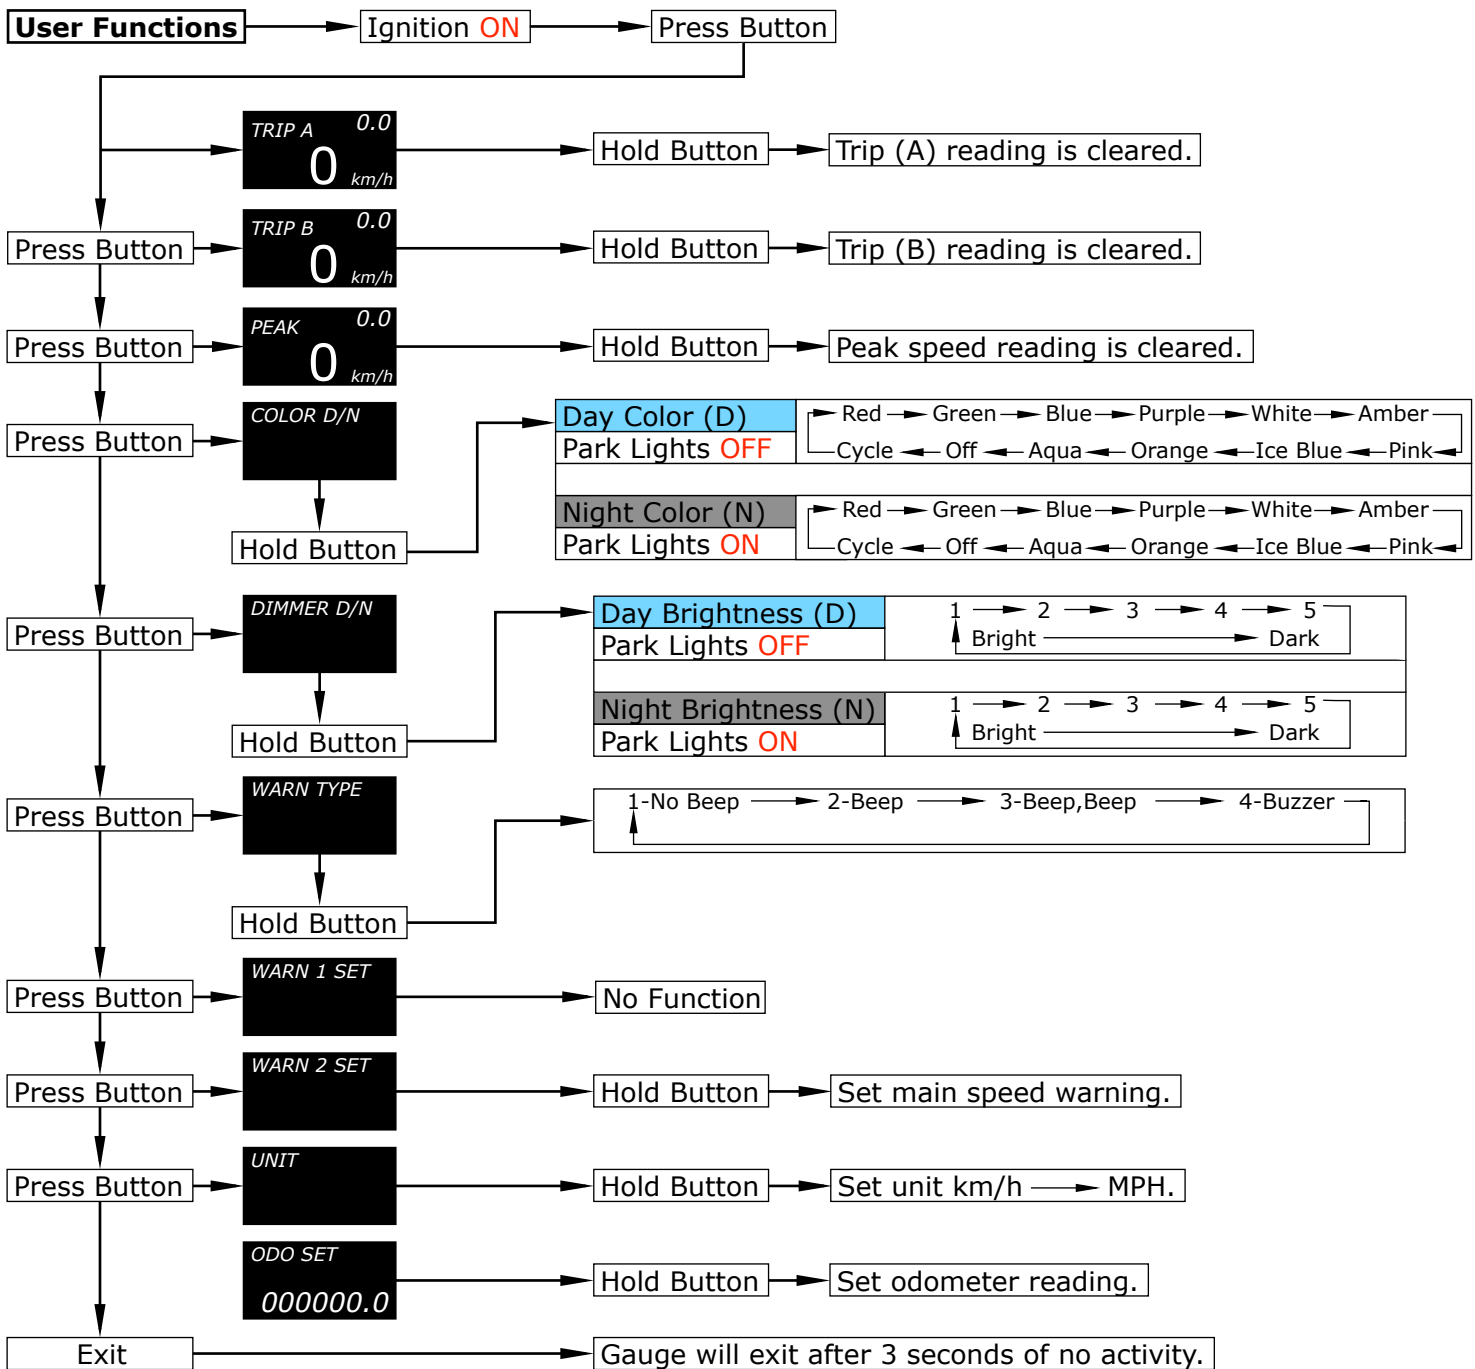 User Functions
Ignition ON
Press Button
TRIP A
0.0
0
km/h
Hold Button
Trip (A) reading is cleared.
Press Button
TRIP B
0.0
0
km/h
Hold Button
Trip (B) reading is cleared.
Press Button
PEAK
0.0
0
km/h
Hold Button
Peak speed reading is cleared.
Press Button
COLOR D/N
Hold Button
Day Color (D)
Park Lights OFF
Red Green Blue Purple White Amber
Cycle Off Aqua Orange Ice Blue Pink
Night Color (N)
Park Lights ON
Red Green Blue Purple White Amber
Cycle Off Aqua Orange Ice Blue Pink
Press Button
DIMMER D/N
Hold Button
Day Brightness (D)
Park Lights OFF
1 2 3 4 5
Bright Dark
Night Brightness (N)
Park Lights ON
1 2 3 4 5
Bright Dark
Press Button
WARN TYPE
Hold Button
1-No Beep 2-Beep 3-Beep,Beep 4-Buzzer
Press Button
WARN 1 SET
No Function
Press Button
WARN 2 SET
Hold Button
Set main speed warning.
Press Button
UNIT
Hold Button
Set unit km/h MPH.
ODO SET
000000.0
Hold Button
Set odometer reading.
Exit
Gauge will exit after 3 seconds of no activity.